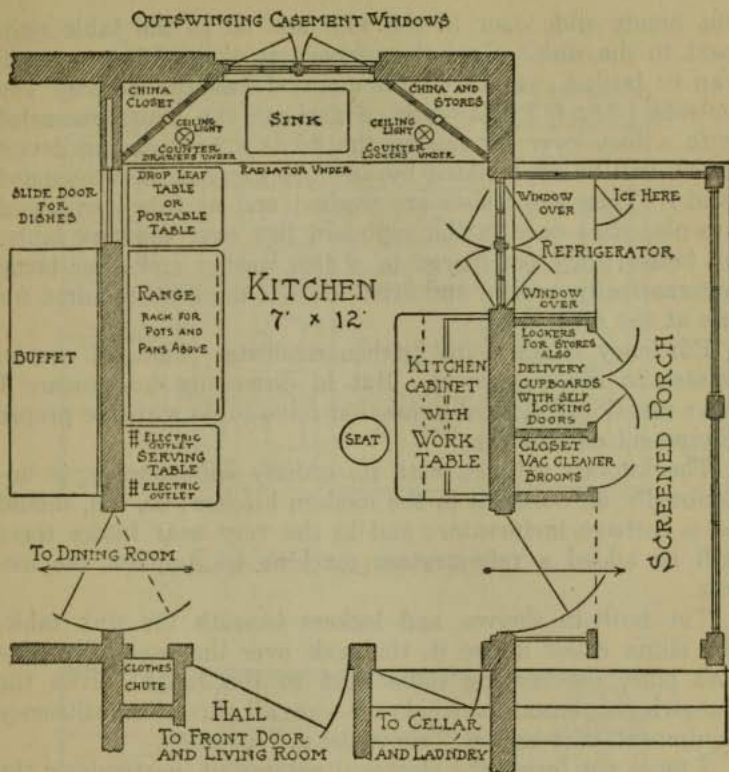 OUTSWINGING CASEMENT WINDOWS
CHINA
CLOSET
CHINA AND
STORES
CEILING
LIGHT
SINK
CEILING
LIGHT
COUNTER
DRAWERS UNDER
COUNTER
LOCKERS UNDER
RADIATOR UNDER
SLIDE DOOR
FOR
DISHES
DROP LEAF
TABLE
OR
PORTABLE
TABLE
WINDOW
OVER
ICE HERE
REFRIGERATOR
WINDOW
OVER
KITCHEN
7' x 12'
RANGE
RACK FOR
POTS AND
PANS ABOVE
BUFFET
KITCHEN
CABINET
WITH
WORK
TABLE
LOCKERS
FOR STORES
ALSO
DELIVERY
CUPBOARDS
WITH SELF
LOCKING
DOORS
SEAT
ELECTRIC
OUTLET
SERVING
TABLE
ELECTRIC
OUTLET
CLOSET
VAC CLEANER
BROOMS
SCREENED PORCH
TO DINING ROOM
CLOTHES
CHUTE
HALL
TO FRONT DOOR
AND LIVING ROOM
TO CELLAR
AND LAUNDRY